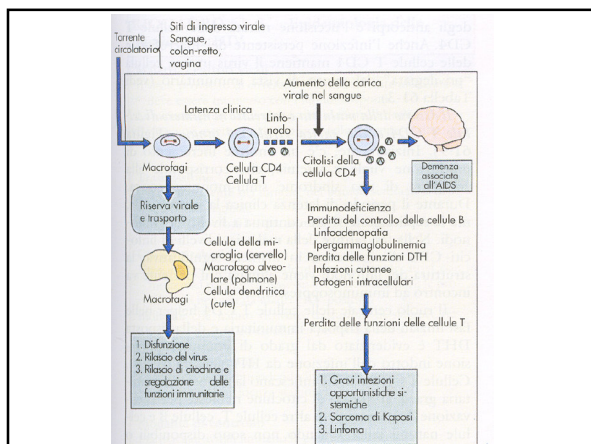 Torrente
circolatorio
Siti di ingresso virale
Sangue,
colon-retto,
vagina
Aumento della carica
virale nel sangue
Latenza clinica
Linfo-
nodo
Macrofagi
Cellula CD4
Cellula T
Citolisi della
cellula CD4
Demenza
associata
all'AIDS
Riserva virale
e trasporto
Macrofagi
Cellula della mi-
croglia (cervello)
Macrofago alveo-
lare (polmone)
Cellula dendritica
(cute)
1. Disfunzione
2. Rilascio del virus
3. Rilascio di citochine e
sregolazione delle
funzioni immunitarie
Immunodeficienza
Perdita del controllo delle cellule B
Linfoadenopatia
Ipergammaglobulinemia
Perdita delle funzioni DTH
Infezioni cutanee
Patogeni intracellulari
Perdita delle funzioni delle cellule T
1. Gravi infezioni
opportunistiche si-
stemiche
2. Sarcoma di Kaposi
3. Linfoma